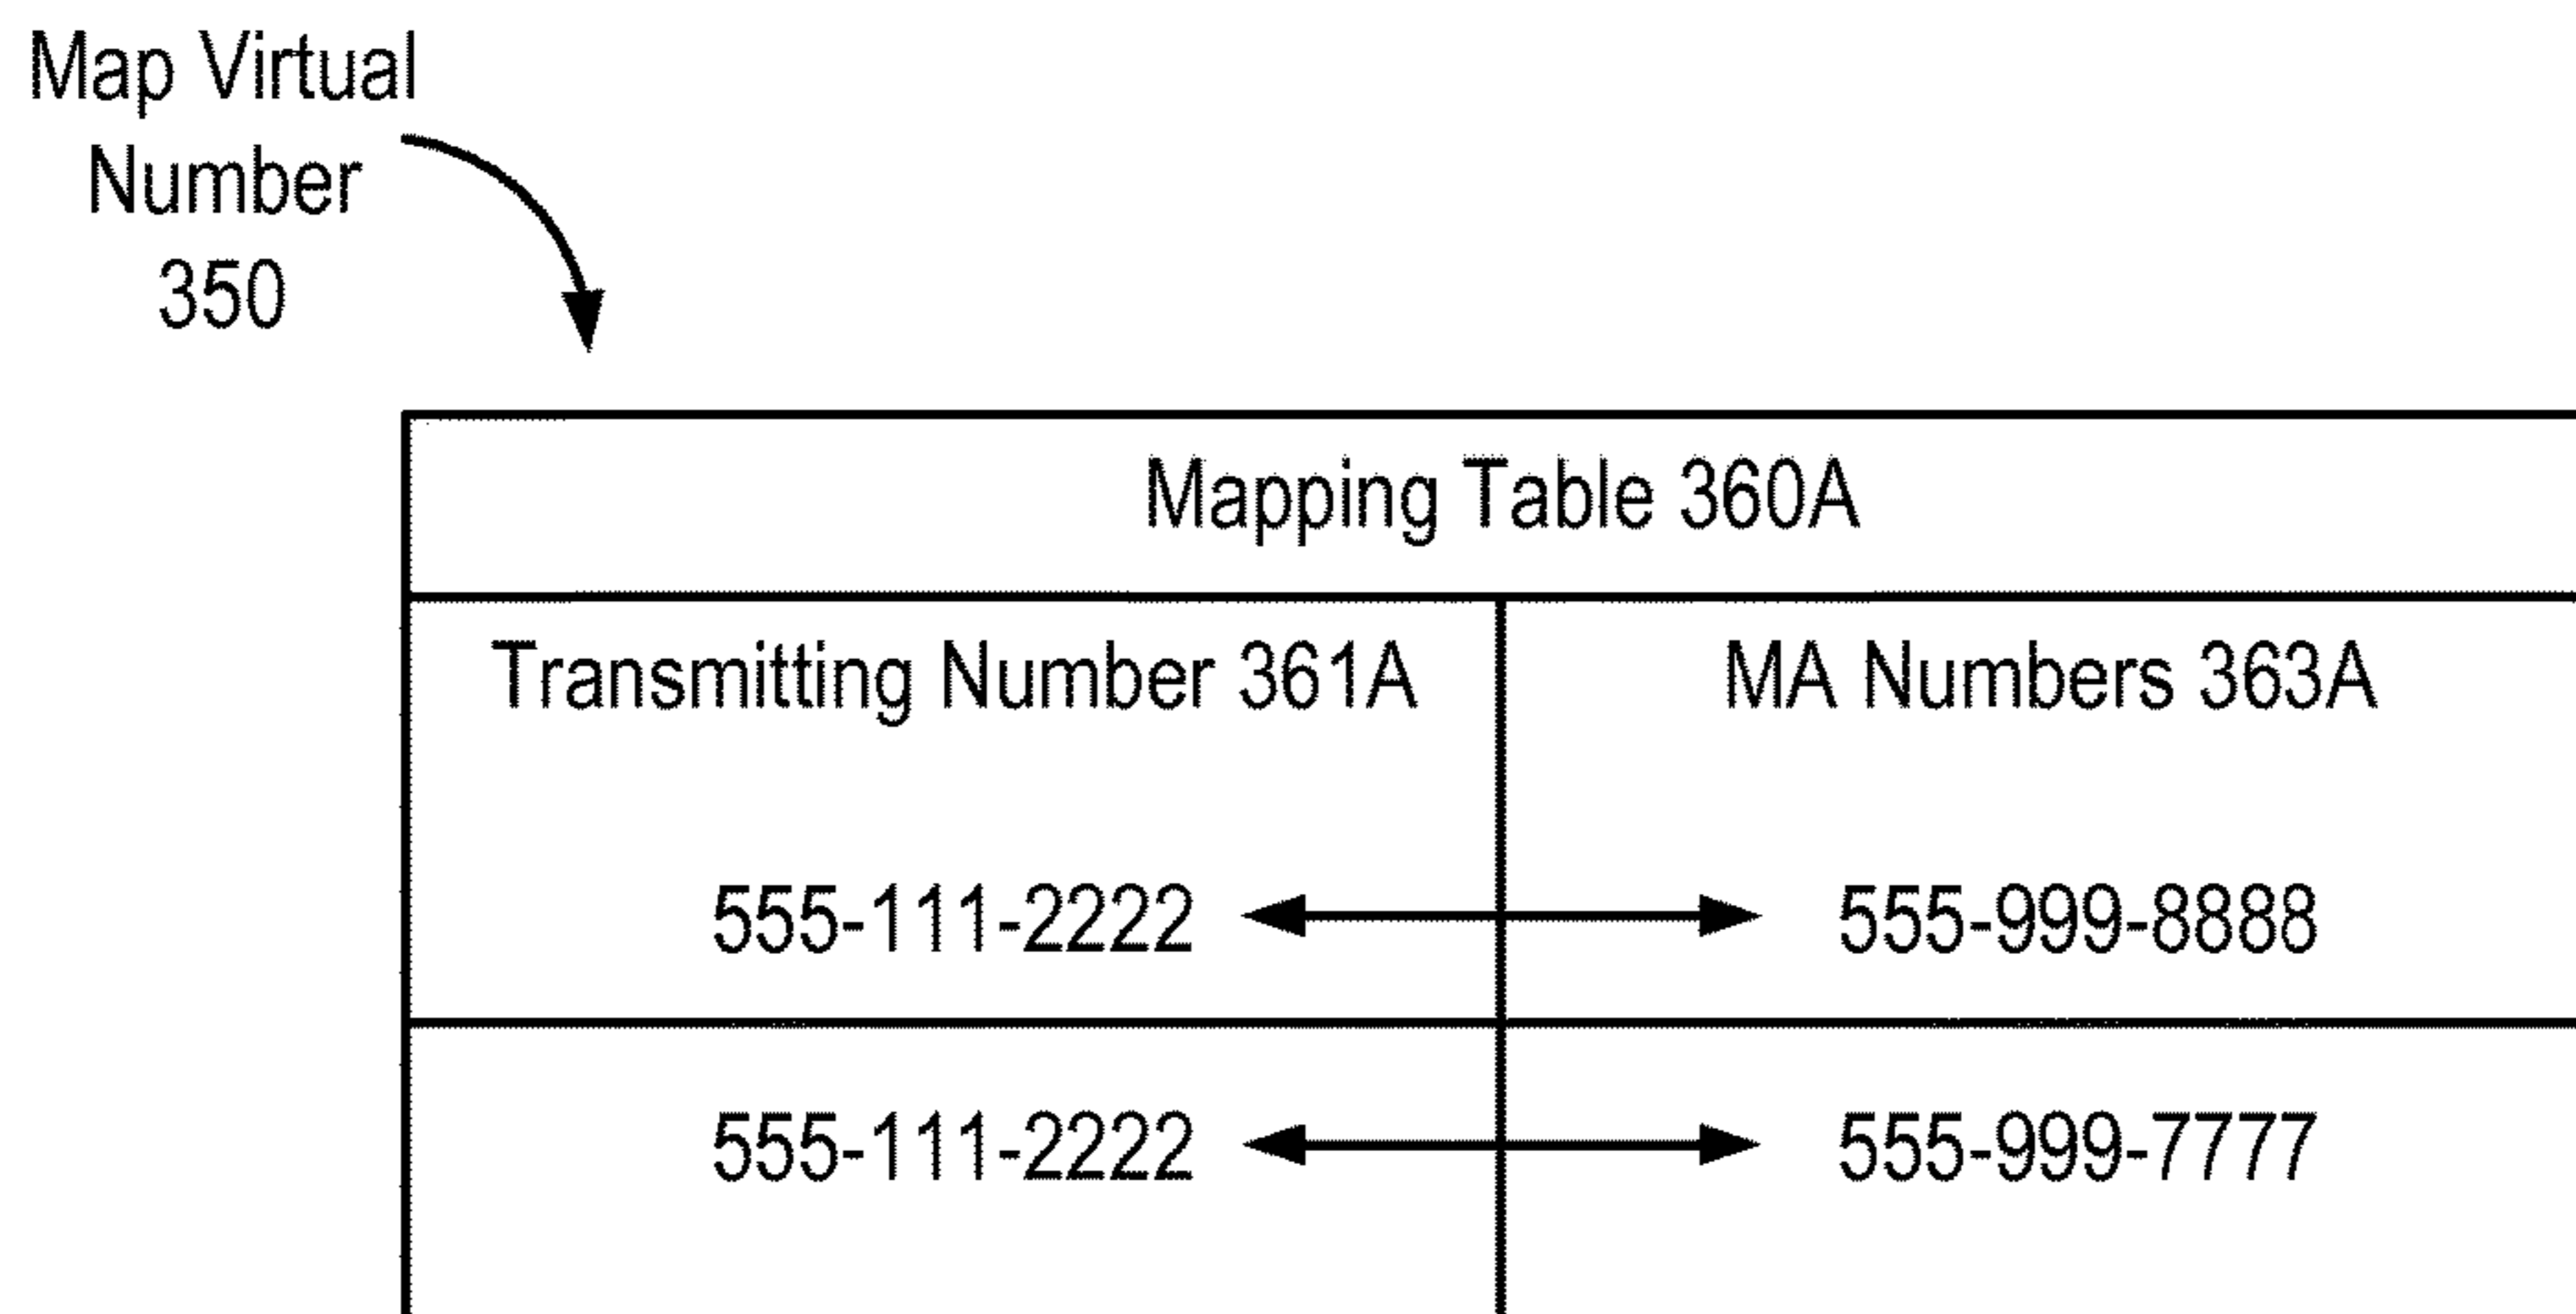 Map Virtual
Number
350
Mapping Table 360A
Transmitting Number 361A
MA Numbers 363A
555-111-2222
555-999-8888
555-111-2222
555-999-7777